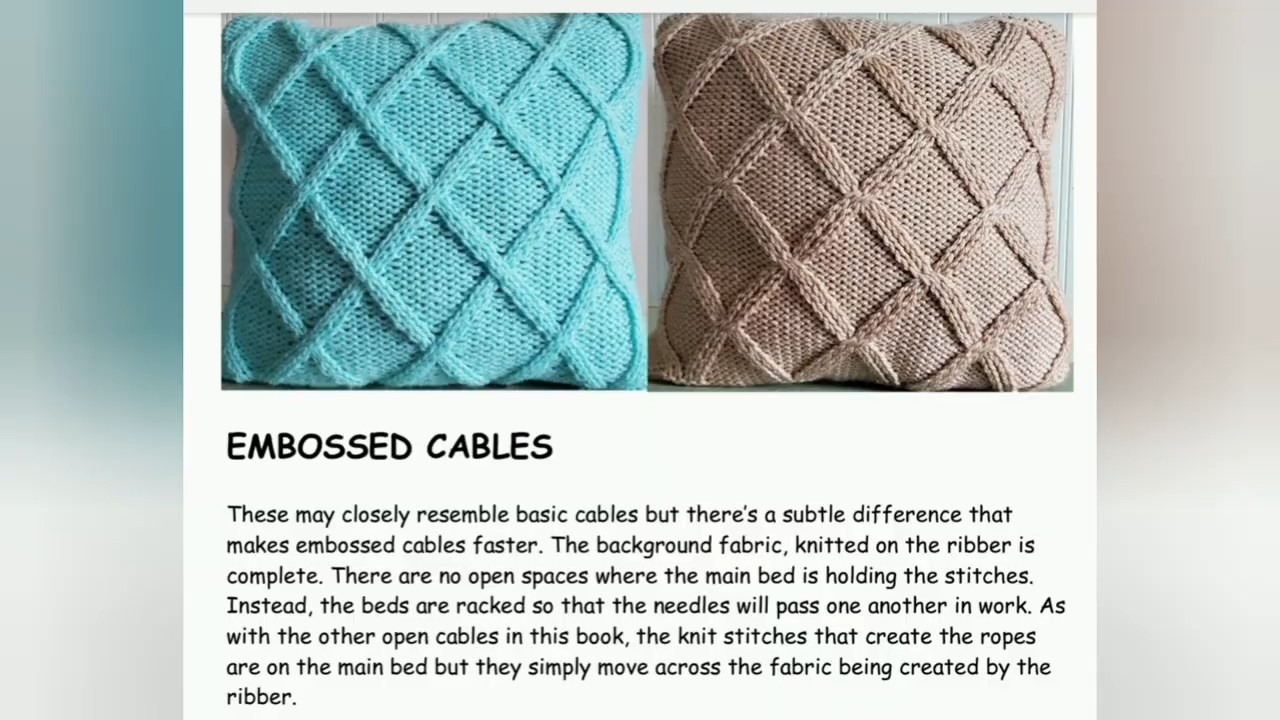 EMBOSSED CABLES
These may closely resemble basic cables but there's a subtle difference that
makes embossed cables faster. The background fabric, knitted on the ribber is
complete. There are no open spaces where the main bed is holding the stitches.
Instead, the beds are racked so that the needles will pass one another in work. As
with the other open cables in this book, the knit stitches that create the ropes
are on the main bed but they simply move across the fabric being created by the
ribber.